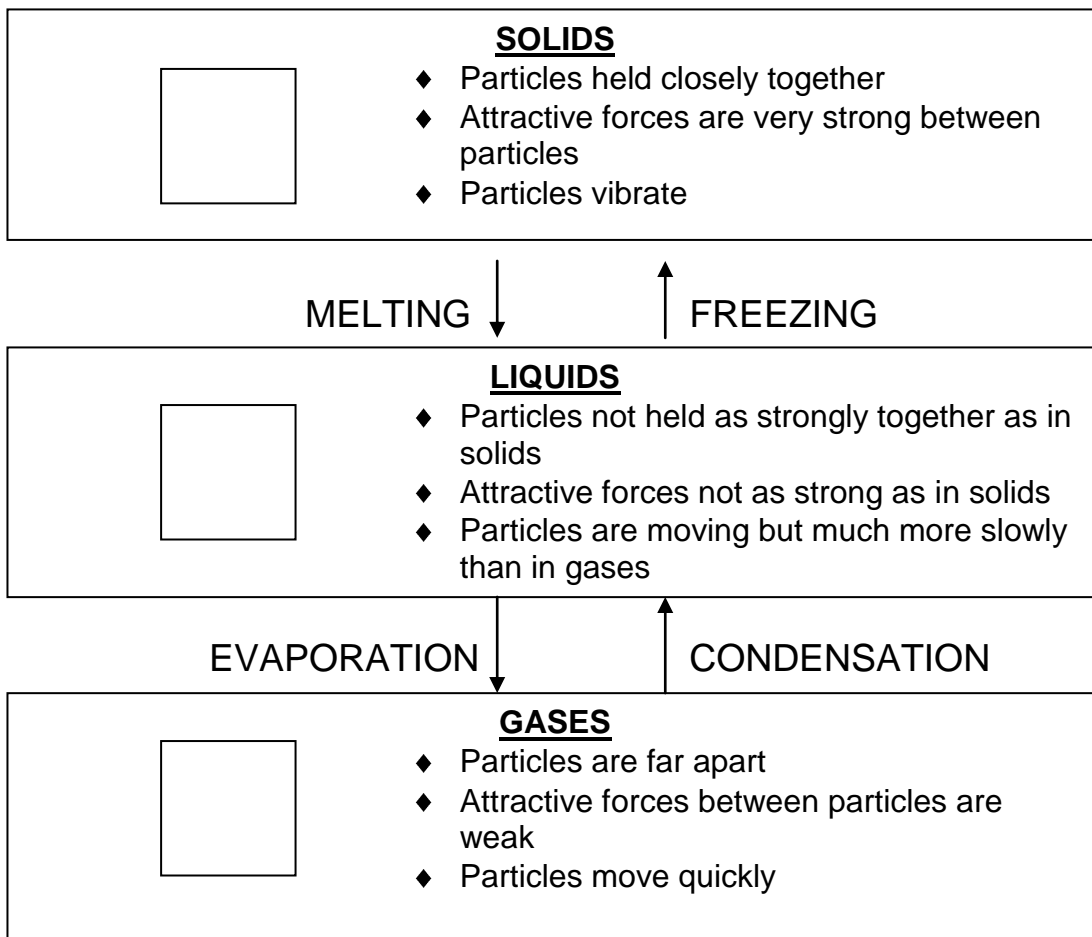 SOLIDS
♦ Particles held closely together
♦ Attractive forces are very strong between
particles
♦ Particles vibrate
MELTING
FREEZING
LIQUIDS
♦ Particles not held as strongly together as in
solids
♦ Attractive forces not as strong as in solids
♦ Particles are moving but much more slowly
than in gases
EVAPORATION
CONDENSATION
GASES
♦ Particles are far apart
♦ Attractive forces between particles are
weak
♦ Particles move quickly